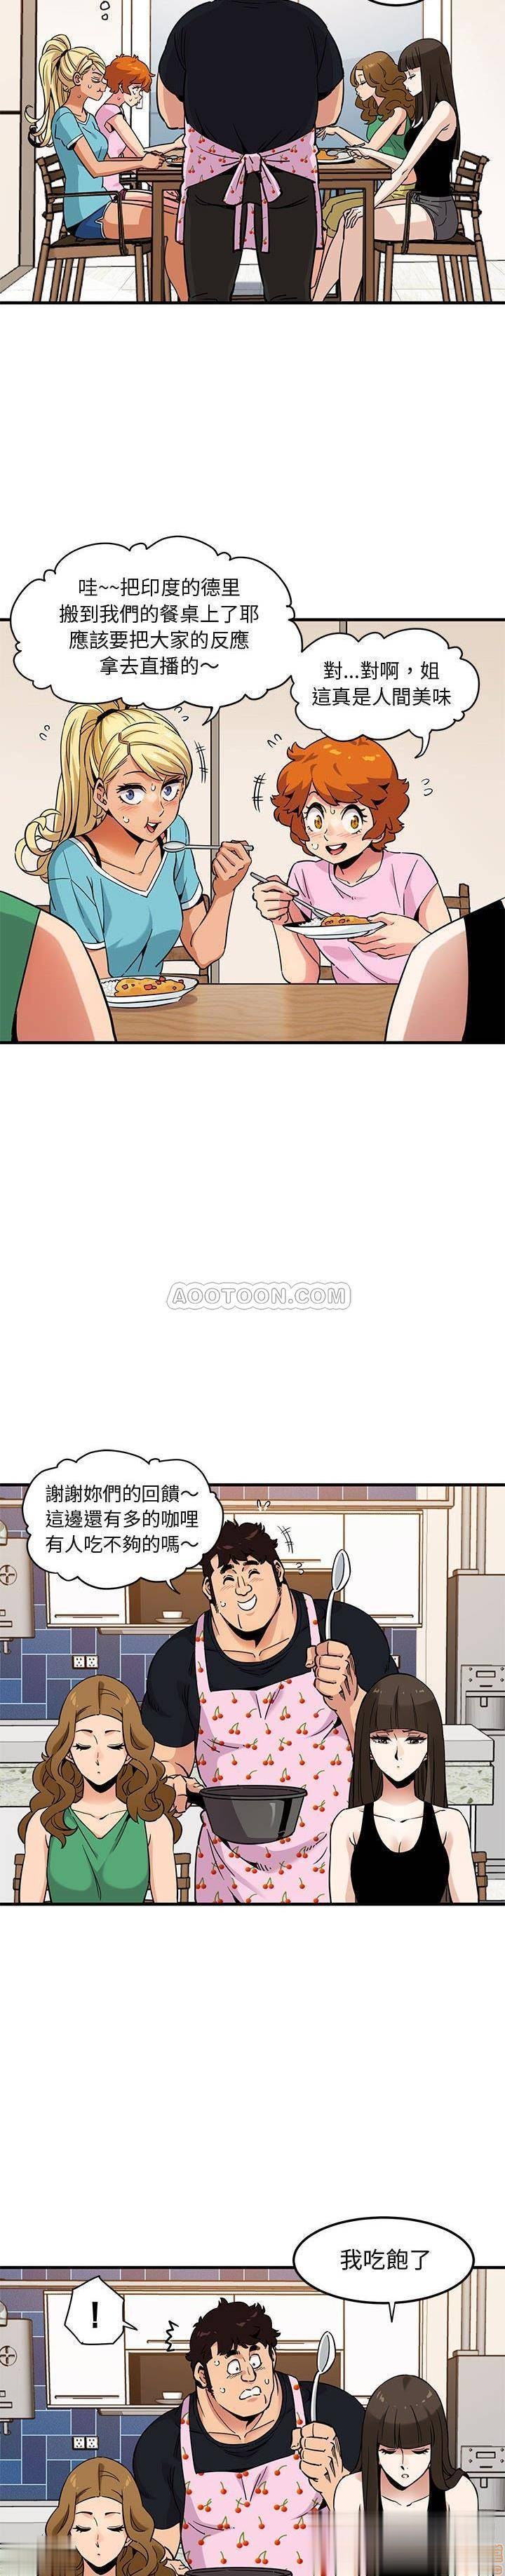 哇~~把印度的德里
搬到我們的餐桌上了耶
應該要把大家的反應
拿去直播的～
對...對啊，姐
這真是人間美味
AOOTOON.COM
謝謝妳們的回饋～
這邊還有多的咖哩
有人吃不夠的嗎～
我吃飽了
！